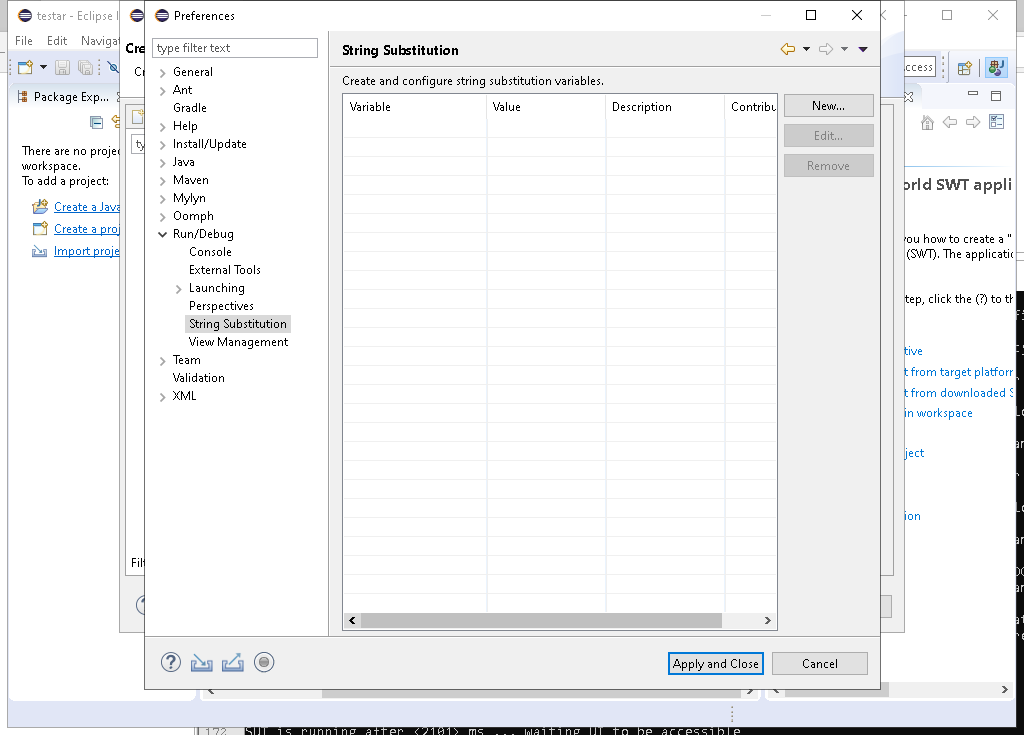 testar - Eclipse
Preferences
File Edit Navigat
Cre
type filter text
String Substitution
Cr
ccess
Package Exp...
General
Create and configure string substitution variables.
Ant
Variable Value Description Contribu
New...
Gradle
Help
Edit...
Install/Update
There are no projec
ty
Java
Remove
workspace.
Maven
To add a project:
Mylyn
orld SWT appli
Create a Java
Oomph
Create a proj
Run/Debug
you how to create a "
Import proje
Console
(SWT). The applicatio
External Tools
Launching
Perspectives
tep, click the (?) to th
String Substitution
View Management
tive
Team
t from target platform
Validation
t from downloaded S
XML
in workspace
ject
ion
Filt
Apply and Close
Cancel
172 SUT is running after <2101> ms ... waiting UI to be accessible